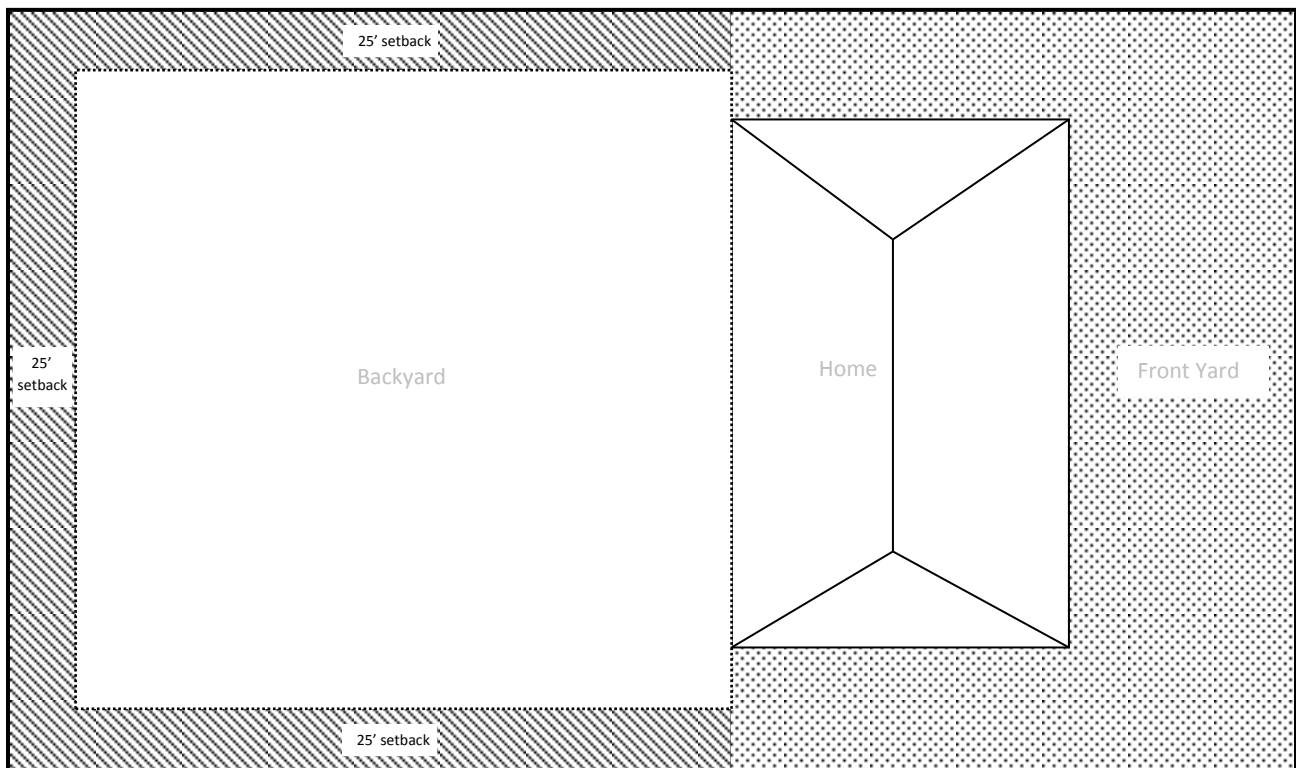 25’ setback
25’
setback
Backyard
Home
Front Yard
25’ setback